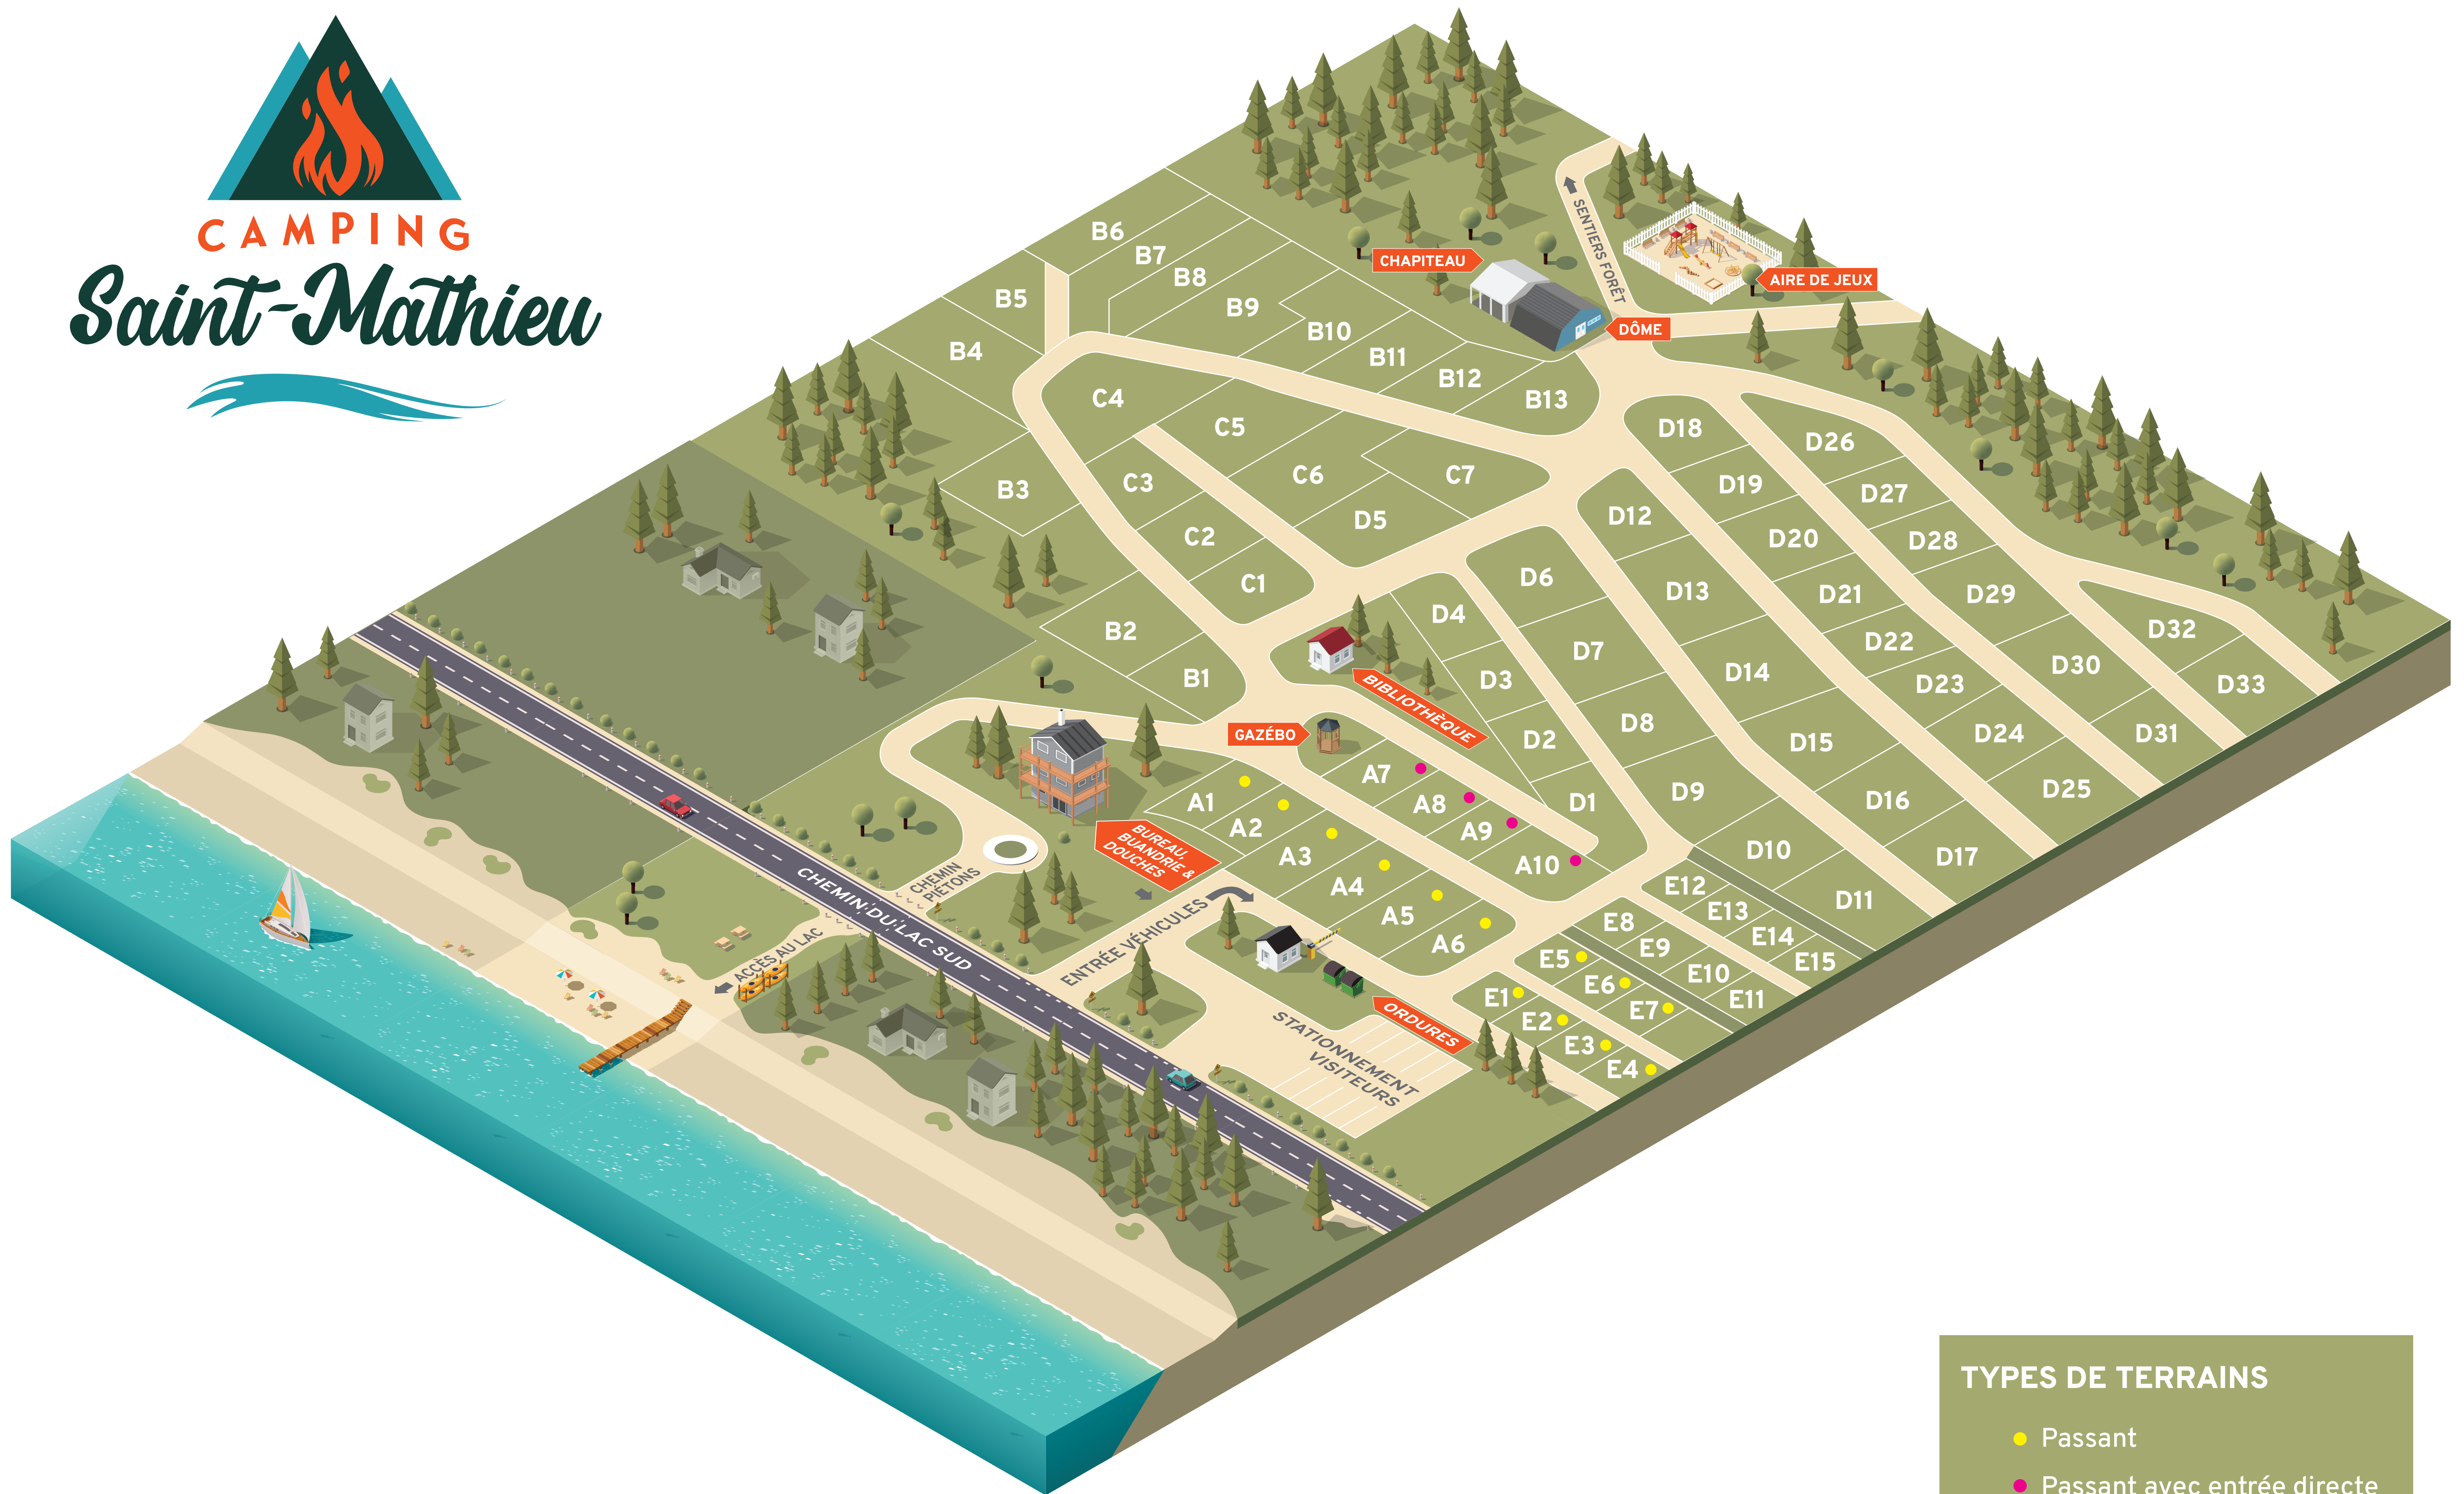 CAMPING
Saint-Mathieu
SENTIERS FORÊT
CHAPITEAU
AIRE DE JEUX
DÔME
B6
B7
B8
B5
B9
B10
B4
B11
B12
B13
C4
C5
D18
D26
B3
C3
C6
C7
D19
D27
C2
D5
D12
D20
D28
C1
D6
D13
D21
D29
B2
D4
D32
B1
D3
D7
D14
D22
D30
D23
D33
BIBLIOTHÈQUE
GAZÉBO
D2
D8
D15
D24
D31
A1
A7
D1
D9
D16
D25
A2
A8
A3
A9
D10
D17
A4
A10
D11
BUREAU,
BUANDRIE &
DOUCHES
CHEMIN
PIÉTONS
A5
E12
A6
E8
E13
E5
E9
E14
E1
E6
E10
E15
E2
E7
E11
E3
E4
ENTRÉE VÉHICULES
CHEMIN DU LAC SUD
ACCÈS AU LAC
ORDURES
STATIONNEMENT
VISITEURS
TYPES DE TERRAINS
Passant
Passant avec entrée directe